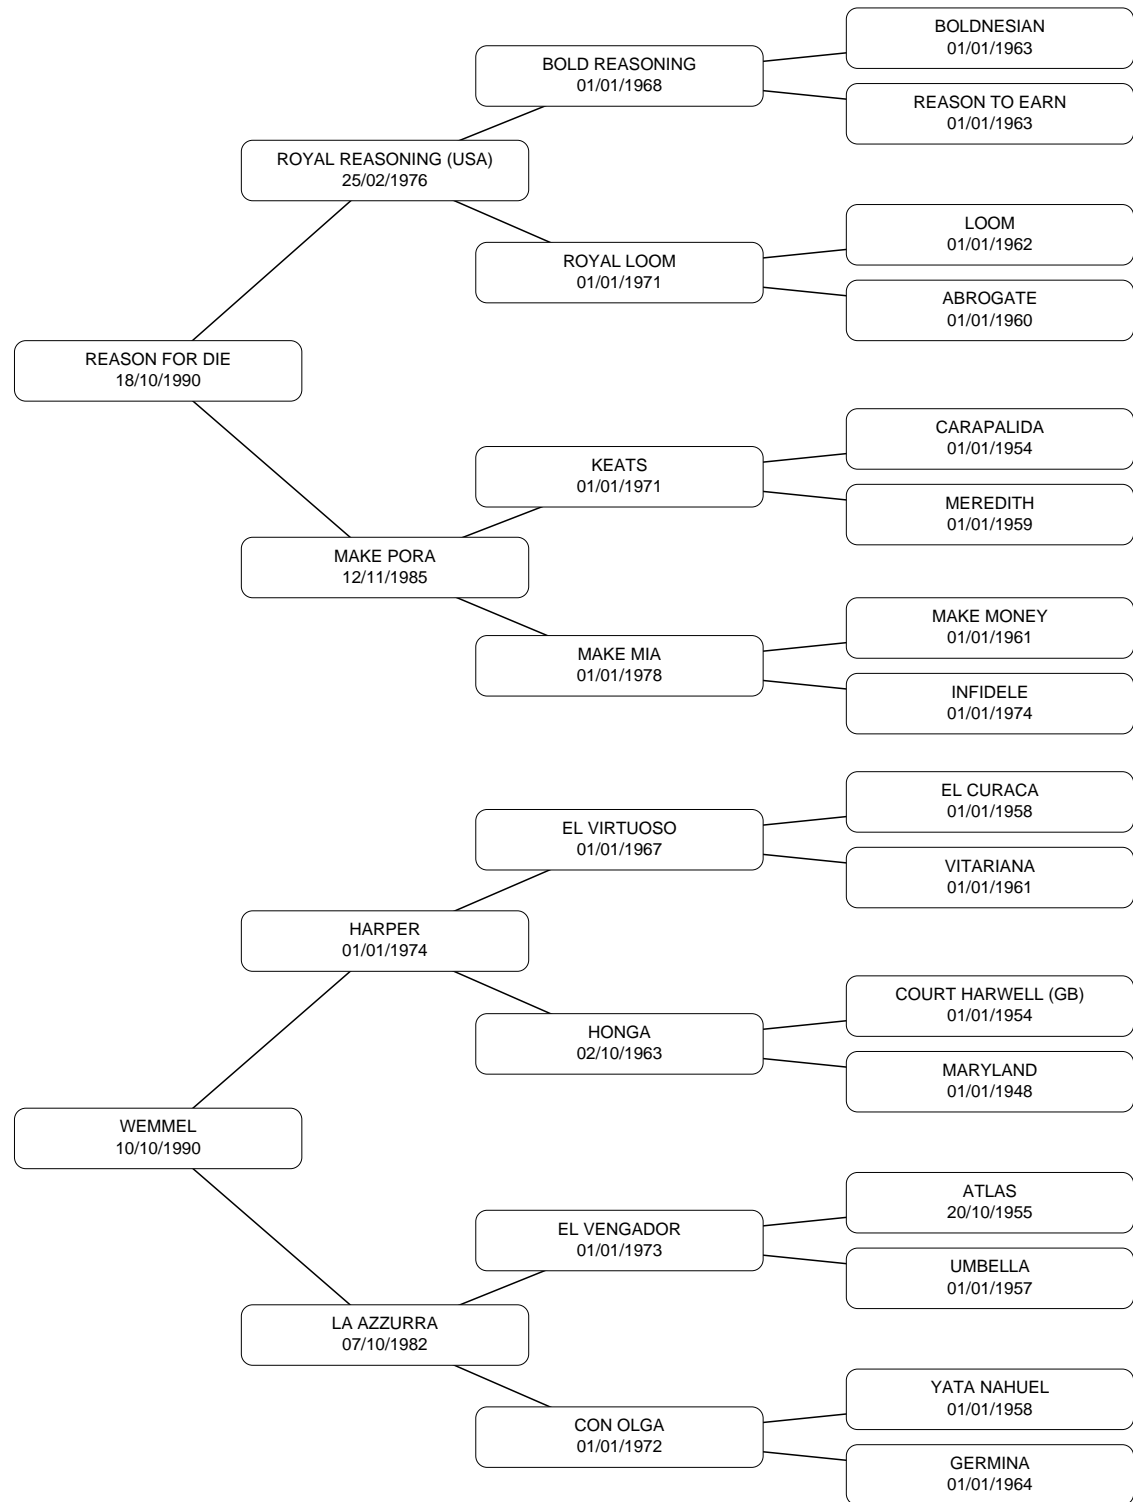 BOLDNESIAN
01/01/1963
BOLD REASONING
01/01/1968
REASON TO EARN
01/01/1963
ROYAL REASONING (USA)
25/02/1976
LOOM
01/01/1962
ROYAL LOOM
01/01/1971
ABROGATE
01/01/1960
REASON FOR DIE
18/10/1990
CARAPALIDA
01/01/1954
KEATS
01/01/1971
MEREDITH
01/01/1959
MAKE PORA
12/11/1985
MAKE MONEY
01/01/1961
MAKE MIA
01/01/1978
INFIDELE
01/01/1974
EL CURACA
01/01/1958
EL VIRTUOSO
01/01/1967
VITARIANA
01/01/1961
HARPER
01/01/1974
COURT HARWELL (GB)
01/01/1954
HONGA
02/10/1963
MARYLAND
01/01/1948
WEMMEL
10/10/1990
ATLAS
20/10/1955
EL VENGADOR
01/01/1973
UMBELLA
01/01/1957
LA AZZURRA
07/10/1982
YATA NAHUEL
01/01/1958
CON OLGA
01/01/1972
GERMINA
01/01/1964